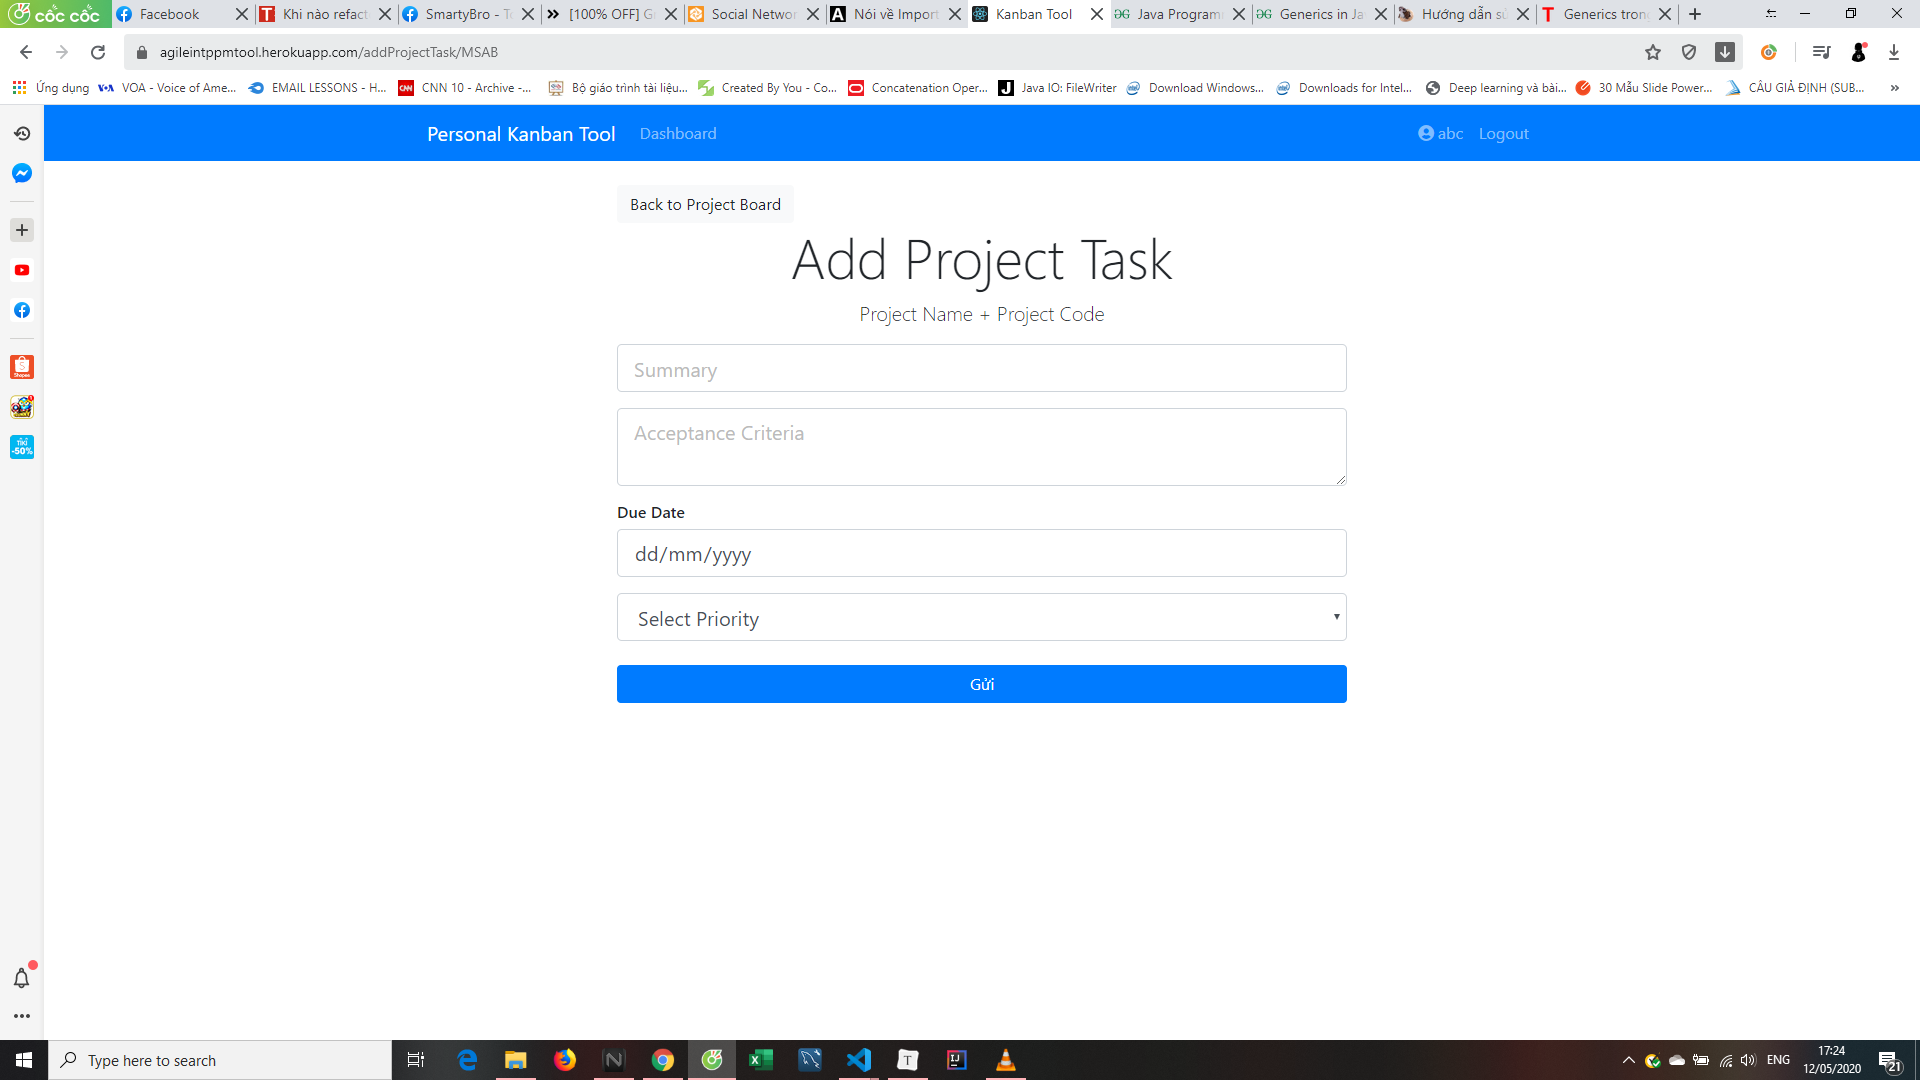 cốc cốc
Facebook
Khi nào refact
SmartyBro - T
[100% OFF] G
Social Networ
Nói về Import
Kanban Tool
Java Program
Generics in Ja
Hướng dẫn sử
Generics tron
agileintppmtool.herokuapp.com/addProjectTask/MSAB
Ứng dụng
VOA - Voice of Ame...
EMAIL LESSONS - H...
CNN 10 - Archive -...
Bộ giáo trình tài liệu...
Created By You - Co...
Concatenation Oper...
Java IO: FileWriter
Download Windows...
Downloads for Intel...
Deep learning và bài...
30 Mẫu Slide Power...
CÂU GIẢ ĐỊNH (SUB...
Personal Kanban Tool
Dashboard
abc
Logout
Back to Project Board
Add Project Task
Project Name + Project Code
Summary
Acceptance Criteria
Due Date
dd/mm/yyyy
Select Priority
Gửi
Type here to search
ENG
17:24
12/05/2020
21